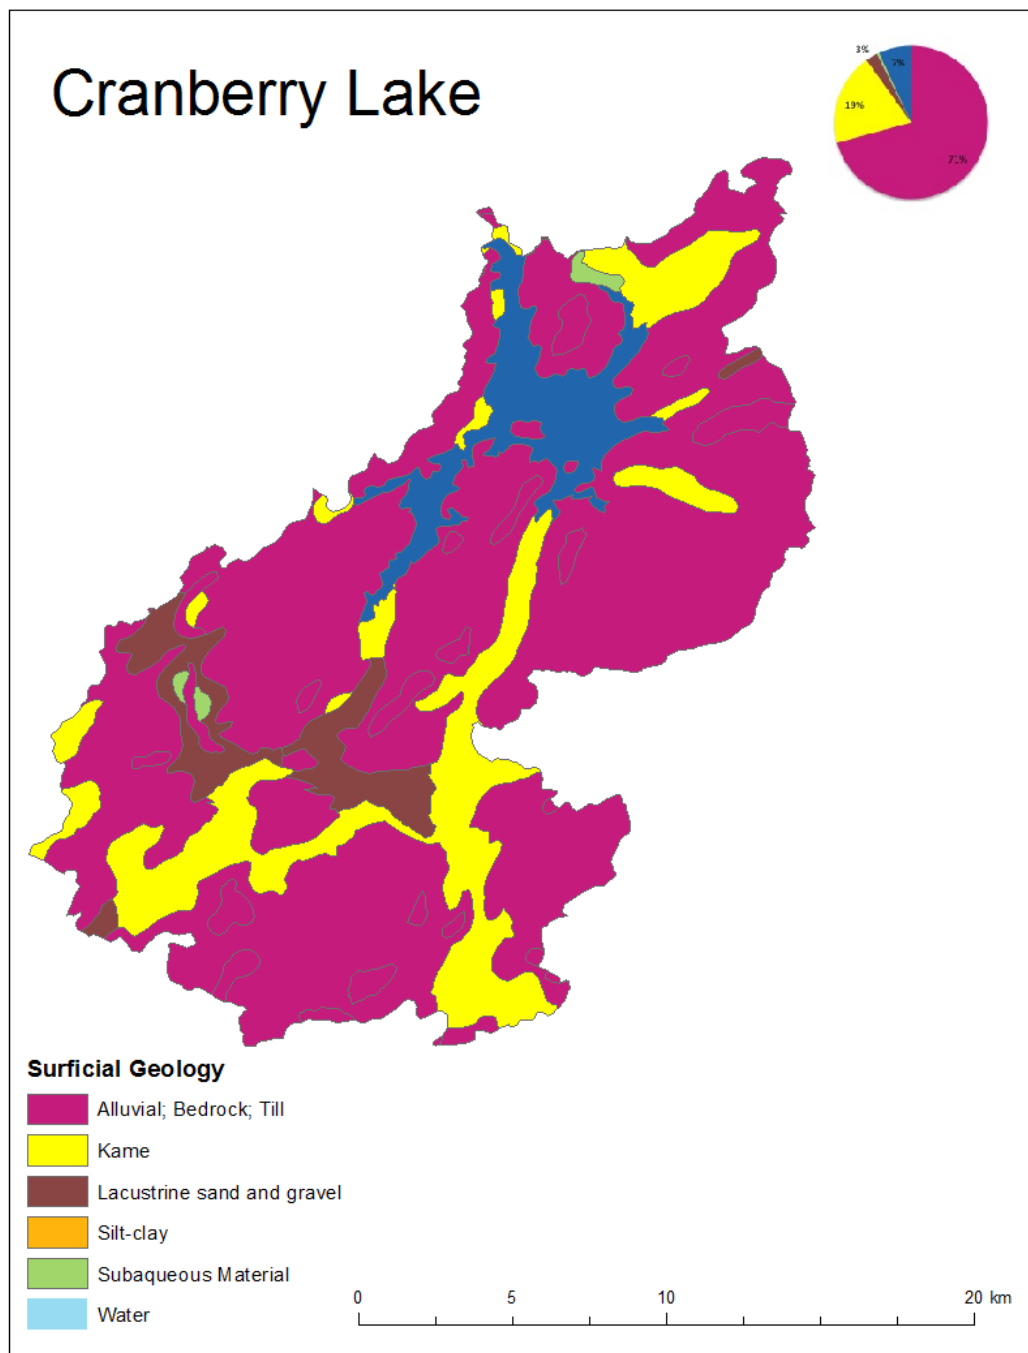 Cranberry Lake
3%
7%
19%
71%
Surficial Geology
Alluvial; Bedrock; Till
Kame
Lacustrine sand and gravel
Silt-clay
Subaqueous Material
Water
0 5 10 20 km